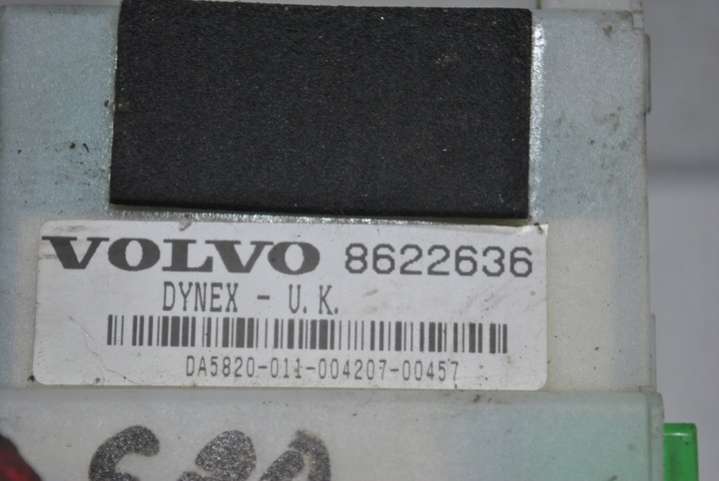 VOLVO 8622636
DYNEX - U.K.
DA5820-011-004207-00457